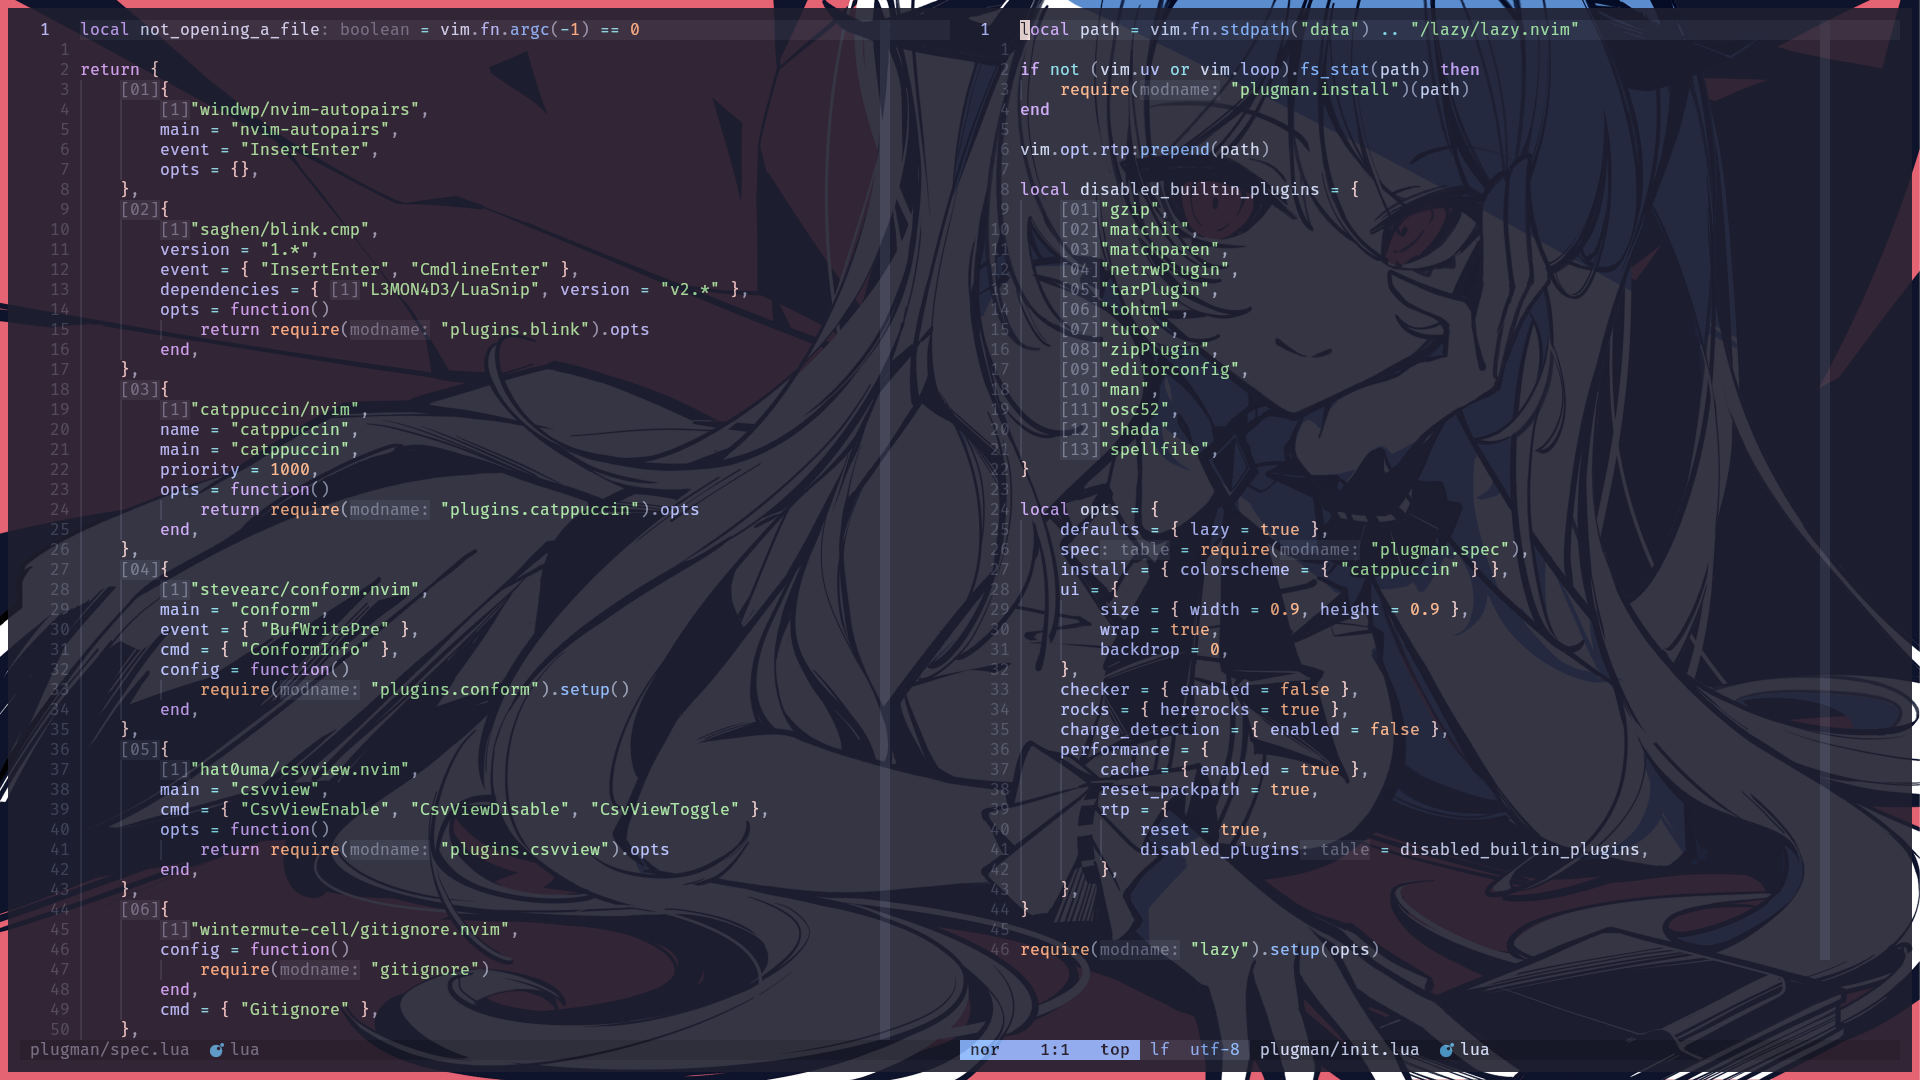 1 local not_opening_a_file: boolean = vim.fn.argc(-1) == 0
1
2 return {
3 [01]{
4 [1]"windwp/nvim-autopairs",
5 main = "nvim-autopairs",
6 event = "InsertEnter",
7 opts = {},
8 },
9 [02]{
10 [1]"saghen/blink.cmp",
11 version = "1.*",
12 event = { "InsertEnter", "CmdlineEnter" },
13 dependencies = { [1]"L3MON4D3/LuaSnip", version = "v2.*" },
14 opts = function()
15 return require(modname: "plugins.blink").opts
16 end,
17 },
18 [03]{
19 [1]"catppuccin/nvim",
20 name = "catppuccin",
21 main = "catppuccin",
22 priority = 1000,
23 opts = function()
24 return require(modname: "plugins.catppuccin").opts
25 end,
26 },
27 [04]{
28 [1]"stevearc/conform.nvim",
29 main = "conform",
30 event = { "BufWritePre" },
31 cmd = { "ConformInfo" },
32 config = function()
33 require(modname: "plugins.conform").setup()
34 end,
35 },
36 [05]{
37 [1]"hat0uma/csvview.nvim",
38 main = "csvview",
39 cmd = { "CsvViewEnable", "CsvViewDisable", "CsvViewToggle" },
40 opts = function()
41 return require(modname: "plugins.csvview").opts
42 end,
43 },
44 [06]{
45 [1]"wintermute-cell/gitignore.nvim",
46 config = function()
47 require(modname: "gitignore")
48 end,
49 cmd = { "Gitignore" },
50 },
plugman/spec.lua lua
1 local path = vim.fn.stdpath("data") .. "/lazy/lazy.nvim"
1
2 if not (vim.uv or vim.loop).fs_stat(path) then
3 require(modname: "plugman.install")(path)
4 end
5
6 vim.opt.rtp:prepend(path)
7
8 local disabled_builtin_plugins = {
9 [01]"gzip",
10 [02]"matchit",
11 [03]"matchparen",
12 [04]"netrwPlugin",
13 [05]"tarPlugin",
14 [06]"tohtml",
15 [07]"tutor",
16 [08]"zipPlugin",
17 [09]"editorconfig",
18 [10]"man",
19 [11]"osc52",
20 [12]"shada",
21 [13]"spellfile",
22 }
23
24 local opts = {
25 defaults = { lazy = true },
26 spec: table = require(modname: "plugman.spec"),
27 install = { colorscheme = { "catppuccin" } },
28 ui = {
29 size = { width = 0.9, height = 0.9 },
30 wrap = true,
31 backdrop = 0,
32 },
33 checker = { enabled = false },
34 rocks = { hererocks = true },
35 change_detection = { enabled = false },
36 performance = {
37 cache = { enabled = true },
38 reset_packpath = true,
39 rtp = {
40 reset = true,
41 disabled_plugins: table = disabled_builtin_plugins,
42 },
43 },
44 }
45
46 require(modname: "lazy").setup(opts)
nor 1:1 top lf utf-8 plugman/init.lua lua